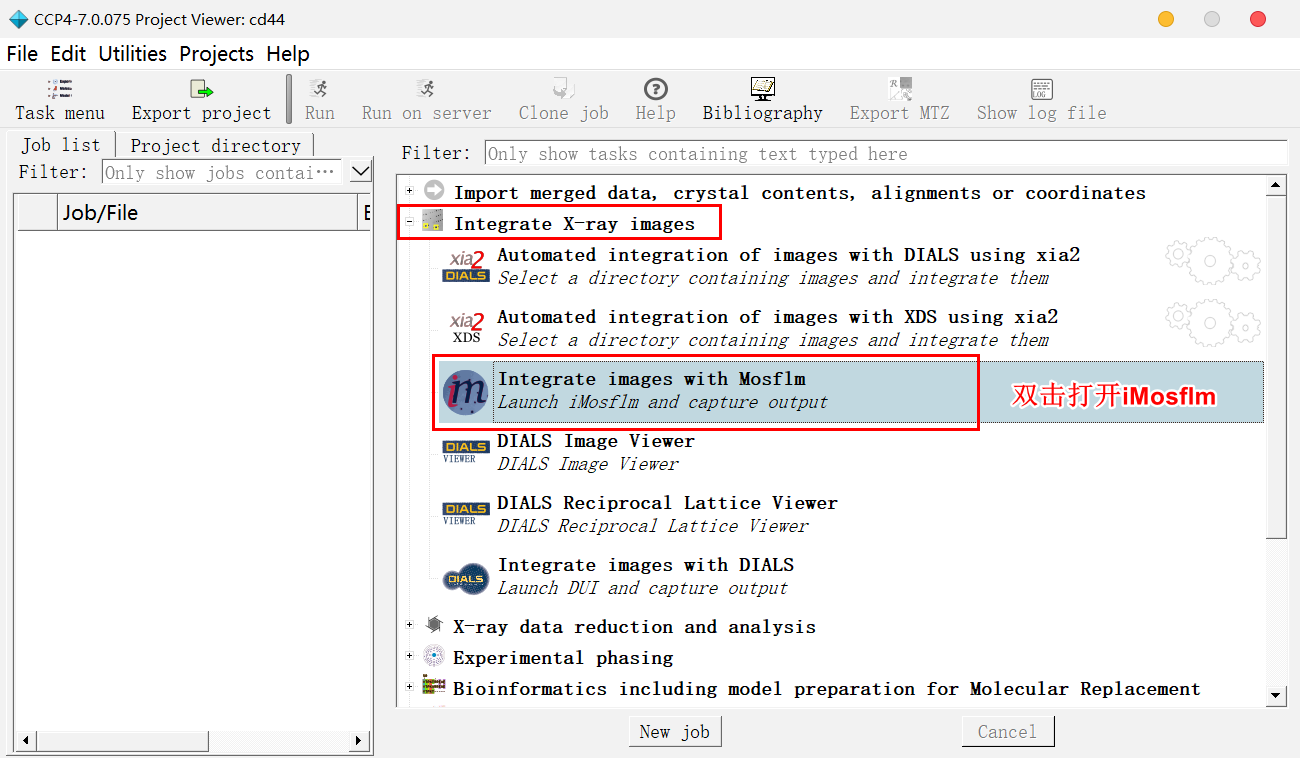 CCP4-7.0.075 Project Viewer: cd44
File Edit Utilities Projects Help
Task menu Export project Run Run on server Clone job Help Bibliography Export MTZ Show log file
Job list Project directory
Filter: Only show jobs contai···
Job/File
Filter: Only show tasks containing text typed here
Import merged data, crystal contents, alignments or coordinates
Integrate X-ray images
xia2
DIALS
Automated integration of images with DIALS using xia2
Select a directory containing images and integrate them
xia2
XDS
Automated integration of images with XDS using xia2
Select a directory containing images and integrate them
im
Integrate images with Mosflm
Launch iMosflm and capture output
双击打开iMosflm
DIALS
VIEWER
DIALS Image Viewer
DIALS Image Viewer
DIALS
VIEWER
DIALS Reciprocal Lattice Viewer
DIALS Reciprocal Lattice Viewer
DIALS
Integrate images with DIALS
Launch DUI and capture output
X-ray data reduction and analysis
Experimental phasing
Bioinformatics including model preparation for Molecular Replacement
New job Cancel